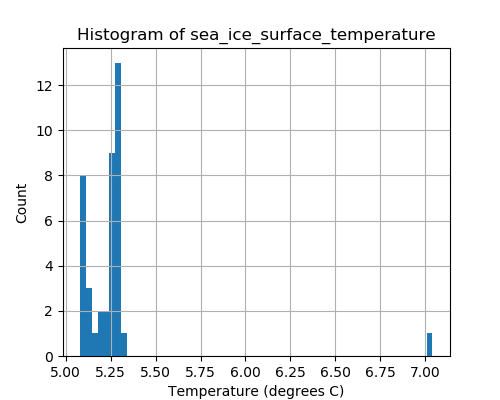 Histogram of sea_ice_surface_temperature
12
10
8
6
4
2
0
Count
5.00 5.25 5.50 5.75 6.00 6.25 6.50 6.75 7.00
Temperature (degrees C)